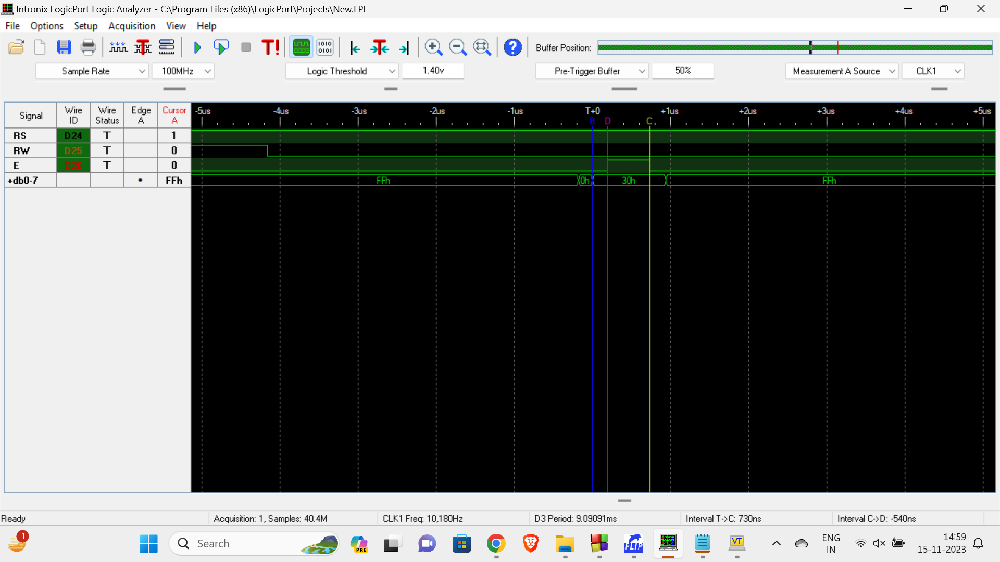 Intronix LogicPort Logic Analyzer - C:\Program Files (x86)\LogicPort\Projects\New.LPF
File Options Setup Acquisition View Help
T! 1010 0101 ? Buffer Position:
Sample Rate 100MHz Logic Threshold 1.40v Pre-Trigger Buffer 50% Measurement A Source CLK1
Signal Wire ID Wire Status Edge A Cursor A -5us -4us -3us -2us -1us T+0 +1us +2us +3us +4us +5us
B D C
RS D24 T 1
RW D25 T 0
E D26 T 0
+db0-7 FFh FFh 0h 30h FFh
Ready Acquisition: 1, Samples: 40.4M CLK1 Freq: 10,180Hz D3 Period: 9.09091ms Interval T->C: 730ns Interval C->D: -540ns
1 Search PRE FLIP VT ENG IN 14:59 15-11-2023